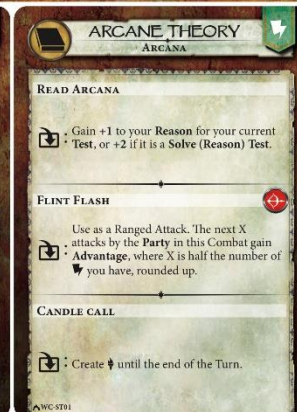 ARCANE THEORY
ARCANA
READ ARCANA
: Gain +1 to your Reason for your current
Test, or +2 if it is a Solve (Reason) Test.
FLINT FLASH
Use as a Ranged Attack. The next X
attacks by the Party in this Combat gain
: Advantage, where X is half the number of
you have, rounded up.
CANDLE CALL
: Create until the end of the Turn.
WC-ST01